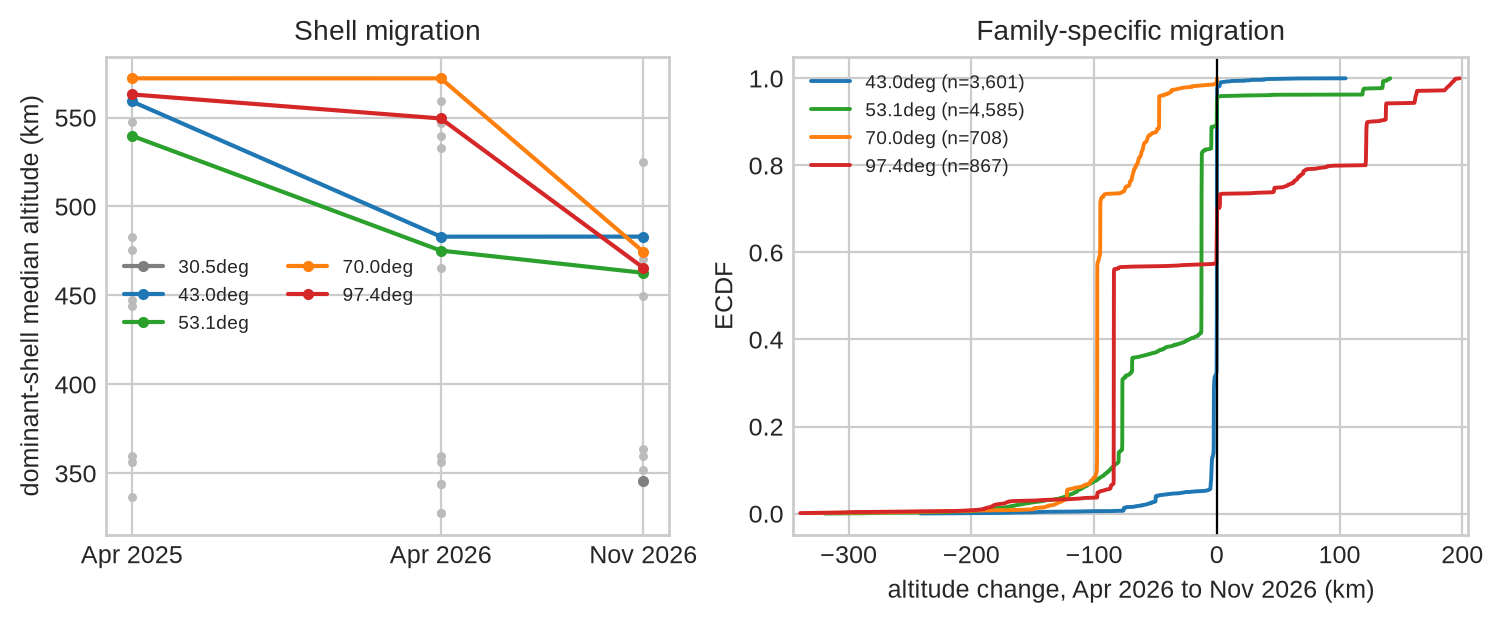 Shell migration
dominant-shell median altitude (km)
550
500
450
400
350
30.5deg
43.0deg
53.1deg
70.0deg
97.4deg
Apr 2025
Apr 2026
Nov 2026
Family-specific migration
ECDF
1.0
0.8
0.6
0.4
0.2
0.0
43.0deg (n=3,601)
53.1deg (n=4,585)
70.0deg (n=708)
97.4deg (n=867)
−300
−200
−100
0
100
200
altitude change, Apr 2026 to Nov 2026 (km)